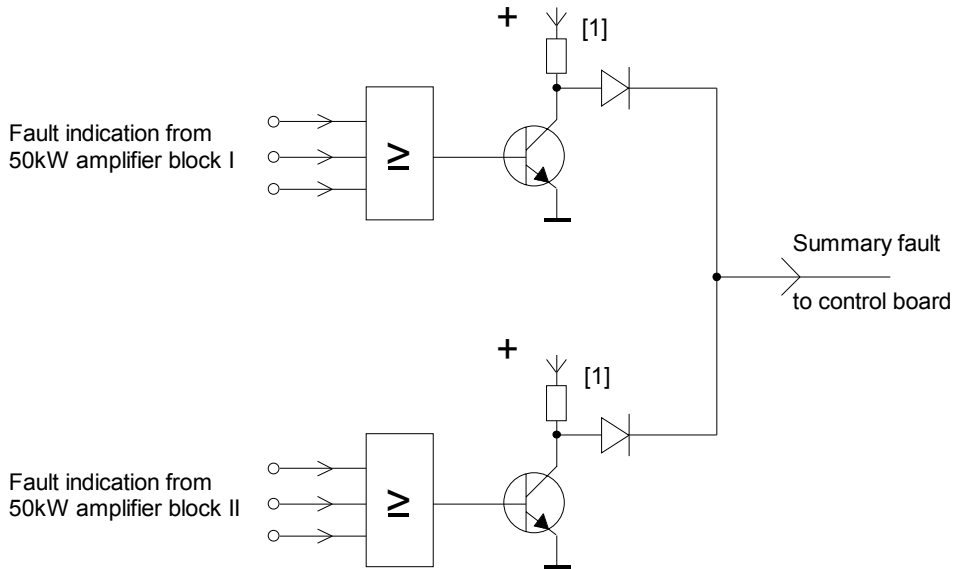 +
[1]
Fault indication from
50kW amplifier block I
≥
Summary fault
to control board
+
[1]
Fault indication from
50kW amplifier block II
≥